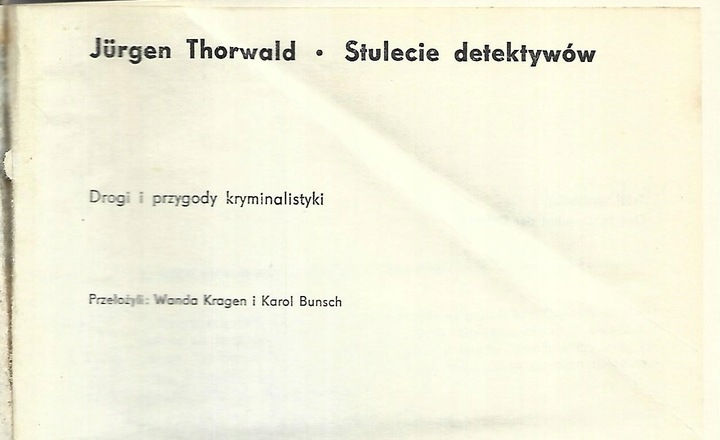 Jürgen Thorwald • Stulecie detektywów
Drogi i przygody kryminalistyki
Przełożyli: Wanda Kragen i Karol Bunsch